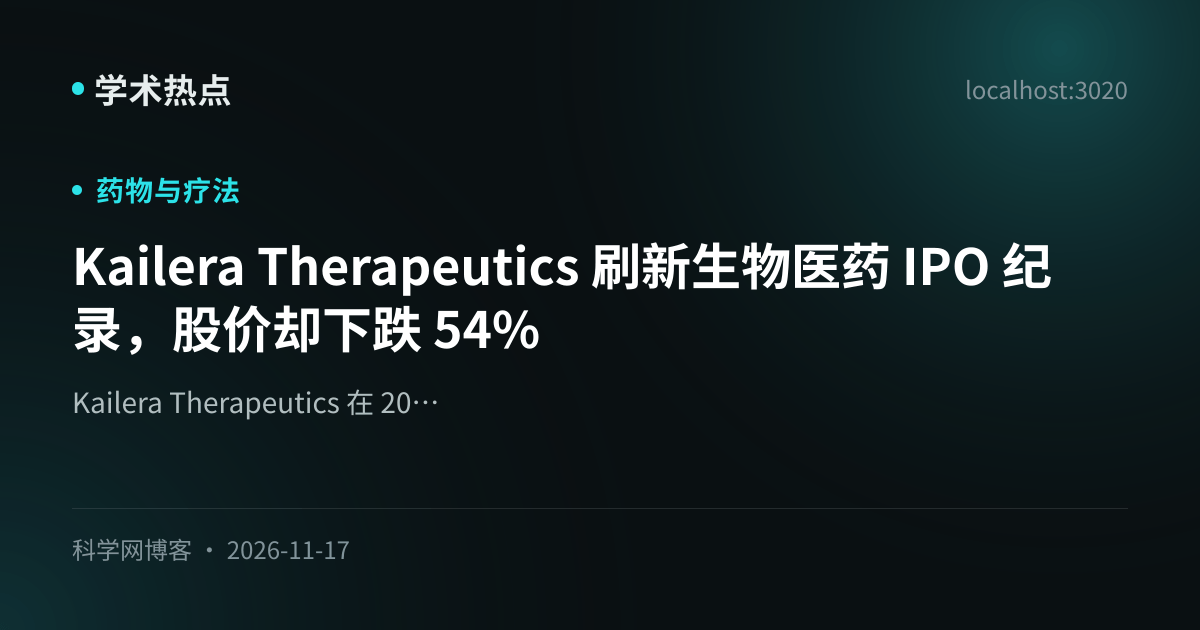 学术热点
localhost:3020
药物与疗法
Kailera Therapeutics 刷新生物医药 IPO 纪
录，股价却下跌 54%
Kailera Therapeutics 在 20…
科学网博客 · 2026-11-17